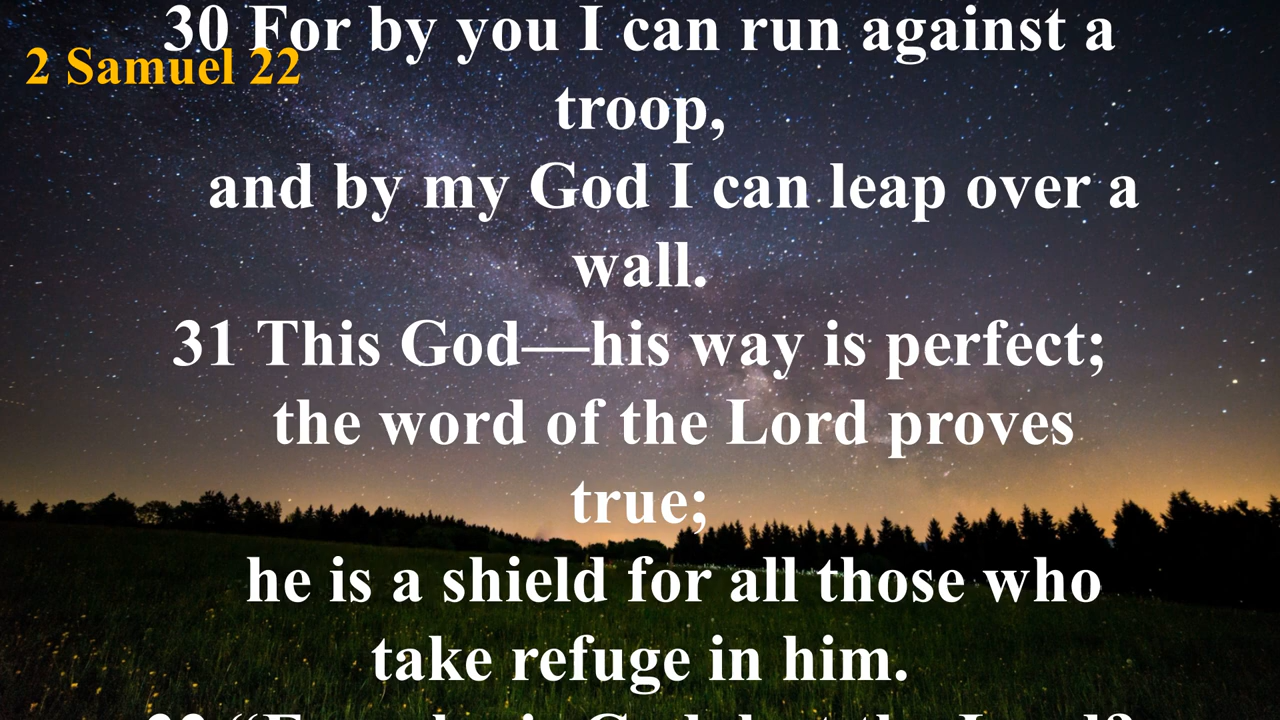 30 For by you I can run against a
2 Samuel 22
troop,
and by my God I can leap over a
wall.
31 This God—his way is perfect;
the word of the Lord proves
true;
he is a shield for all those who
take refuge in him.